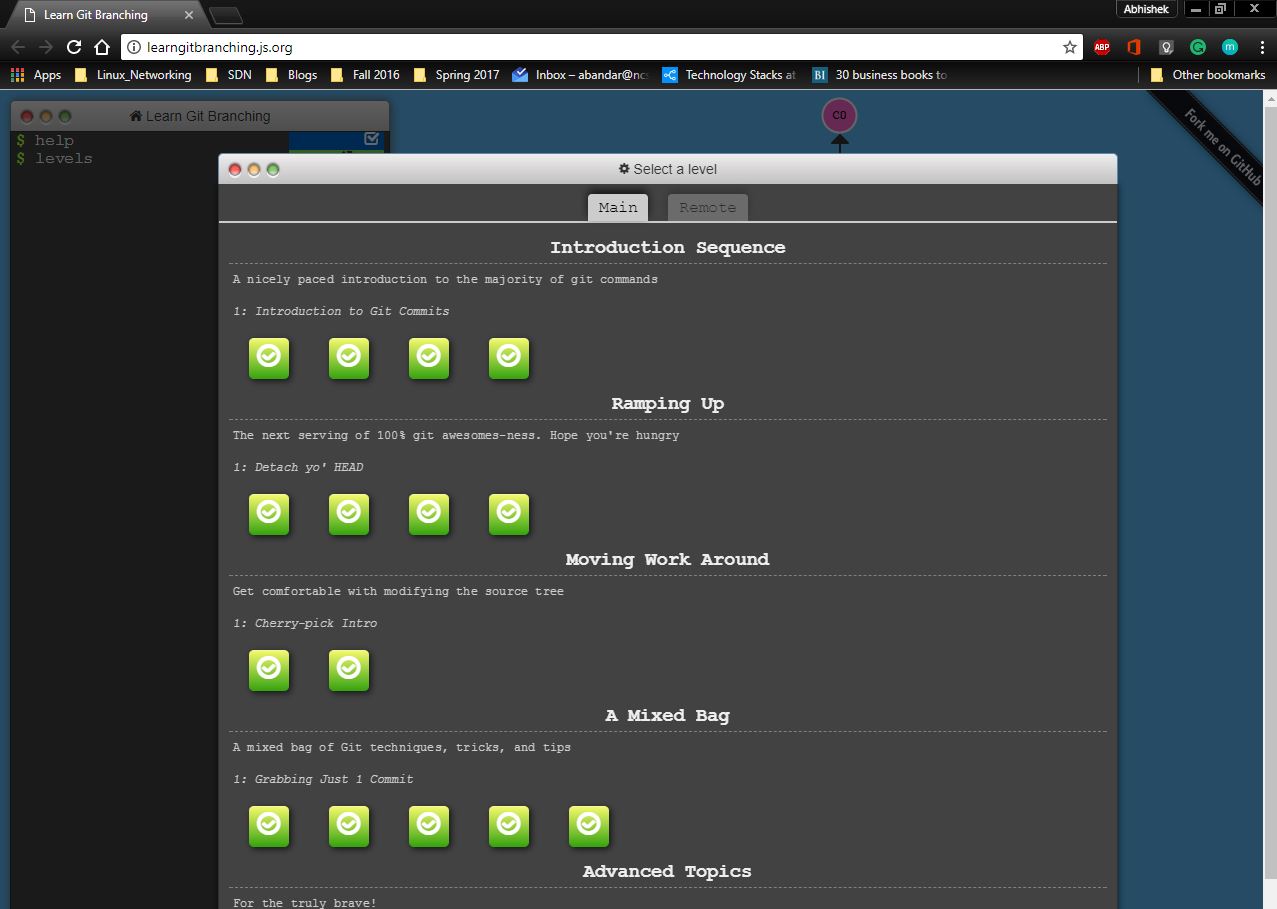 Learn Git Branching
Abhishek
learngitbranching.js.org
ABP
m
Apps Linux_Networking SDN Blogs Fall 2016 Spring 2017 Inbox – abandar@ncs Technology Stacks at BI 30 business books to Other bookmarks
Learn Git Branching
C0
Fork me on GitHub
$ help
$ levels
Select a level
Main Remote
Introduction Sequence
A nicely paced introduction to the majority of git commands
1: Introduction to Git Commits
Ramping Up
The next serving of 100% git awesomes-ness. Hope you're hungry
1: Detach yo' HEAD
Moving Work Around
Get comfortable with modifying the source tree
1: Cherry-pick Intro
A Mixed Bag
A mixed bag of Git techniques, tricks, and tips
1: Grabbing Just 1 Commit
Advanced Topics
For the truly brave!